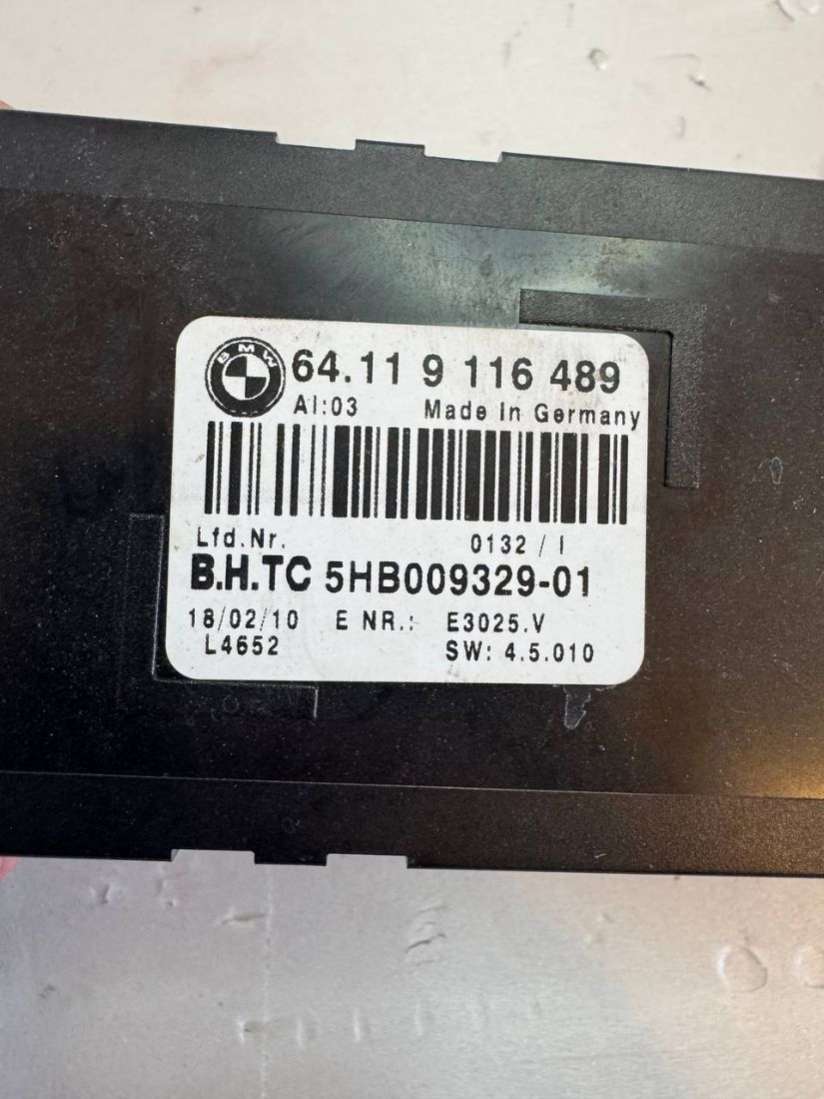 BMW
64.11 9 116 489
AI:03 Made In Germany
Lfd.Nr. 0132 / I
B.H.TC 5HB009329-01
18/02/10 E NR.: E3025.V
L4652 SW: 4.5.010